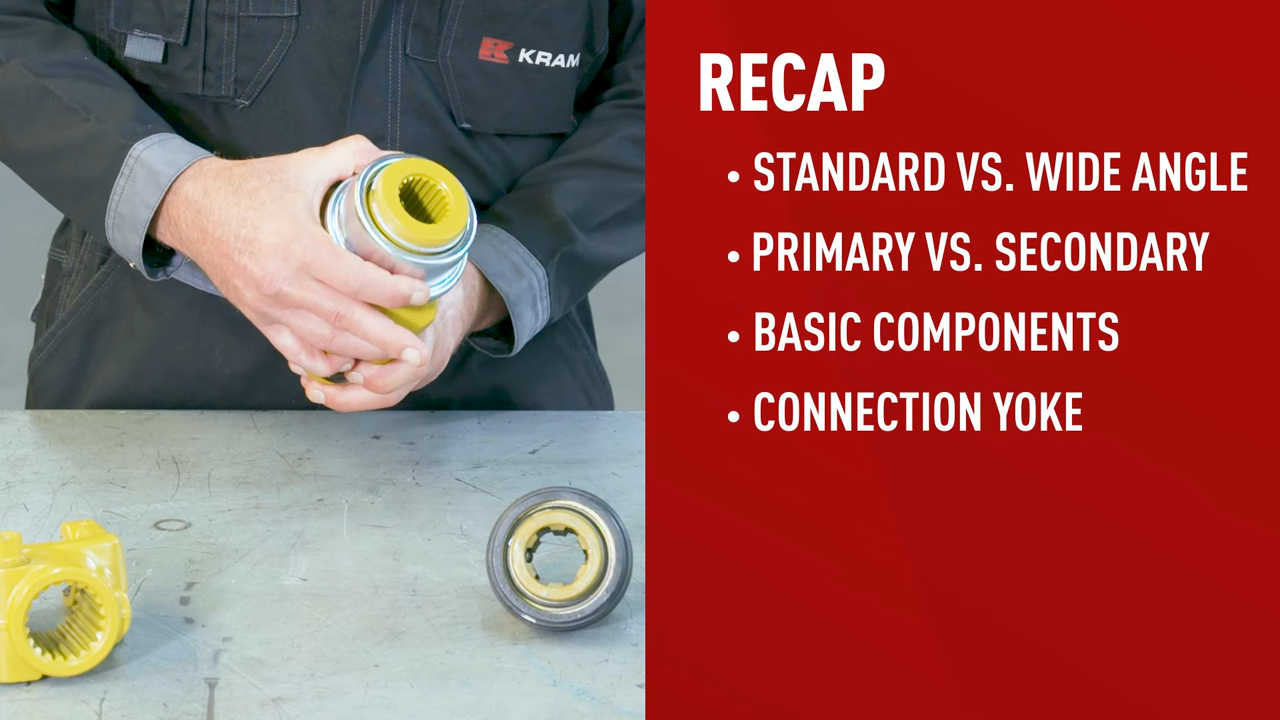 KRAM
RECAP
• STANDARD VS. WIDE ANGLE
• PRIMARY VS. SECONDARY
• BASIC COMPONENTS
• CONNECTION YOKE